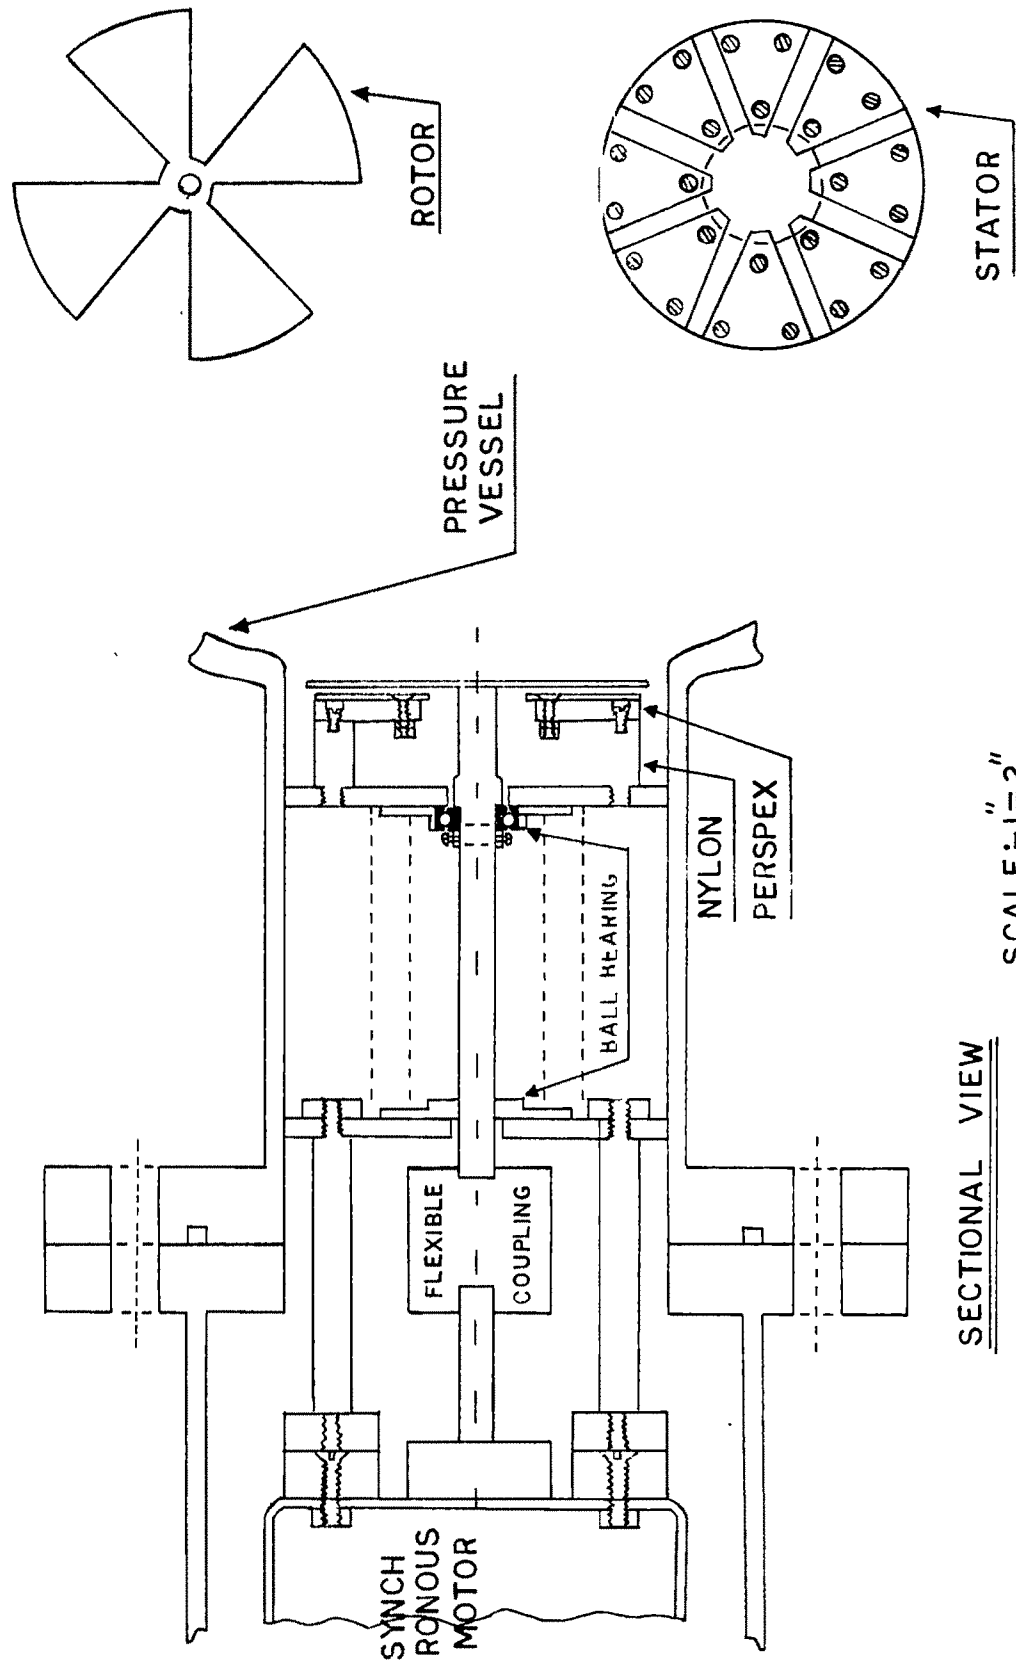 ROTOR
STATOR
PRESSURE
VESSEL
NYLON
PERSPEX
BALL BEARING
FLEXIBLE
COUPLING
SYNCH
RONOUS
MOTOR
SECTIONAL VIEW